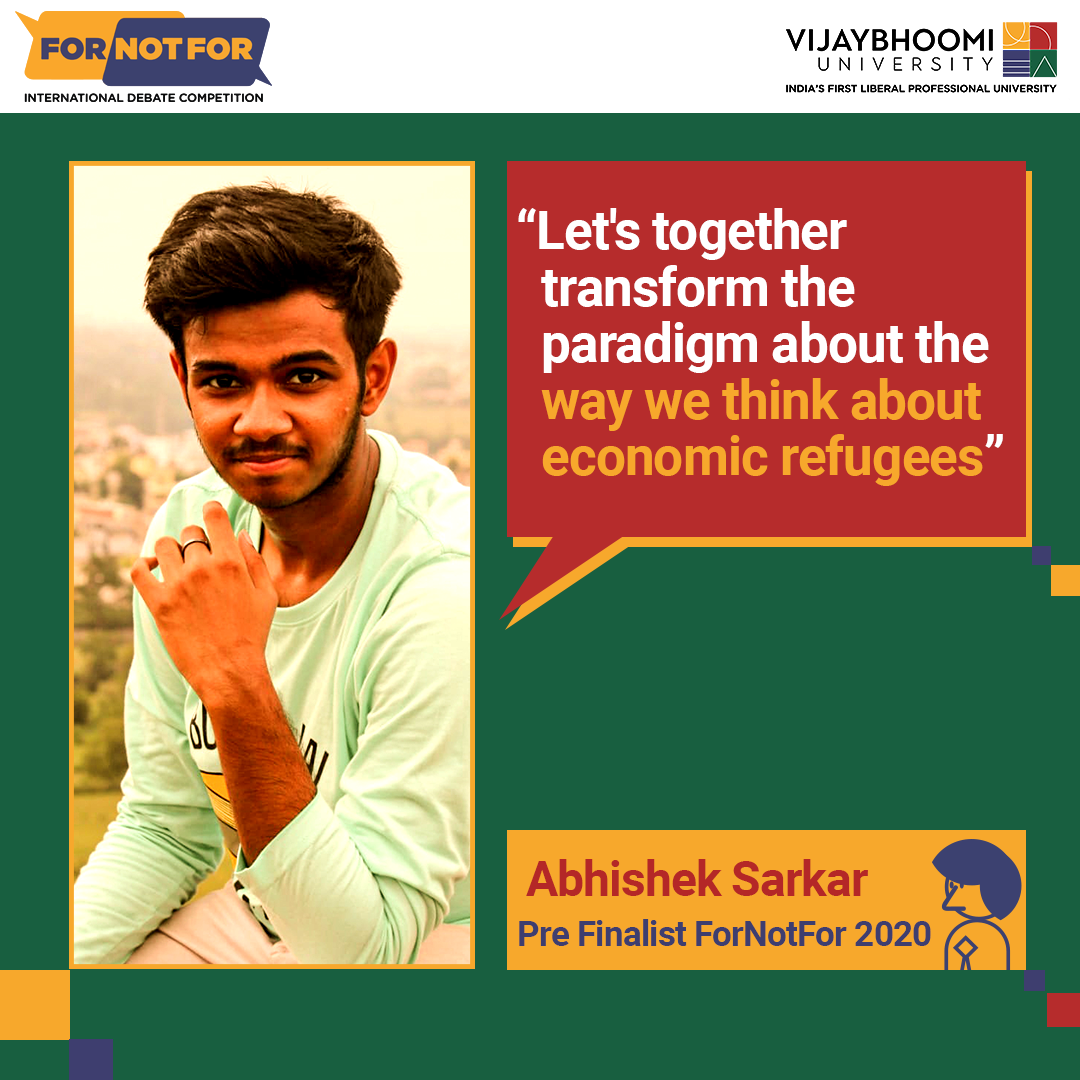 FOR NOT FOR
INTERNATIONAL DEBATE COMPETITION
VIJAYBHOOMI
UNIVERSITY
INDIA'S FIRST LIBERAL PROFESSIONAL UNIVERSITY
“Let's together
transform the
paradigm about the
way we think about
economic refugees”
Abhishek Sarkar
Pre Finalist ForNotFor 2020